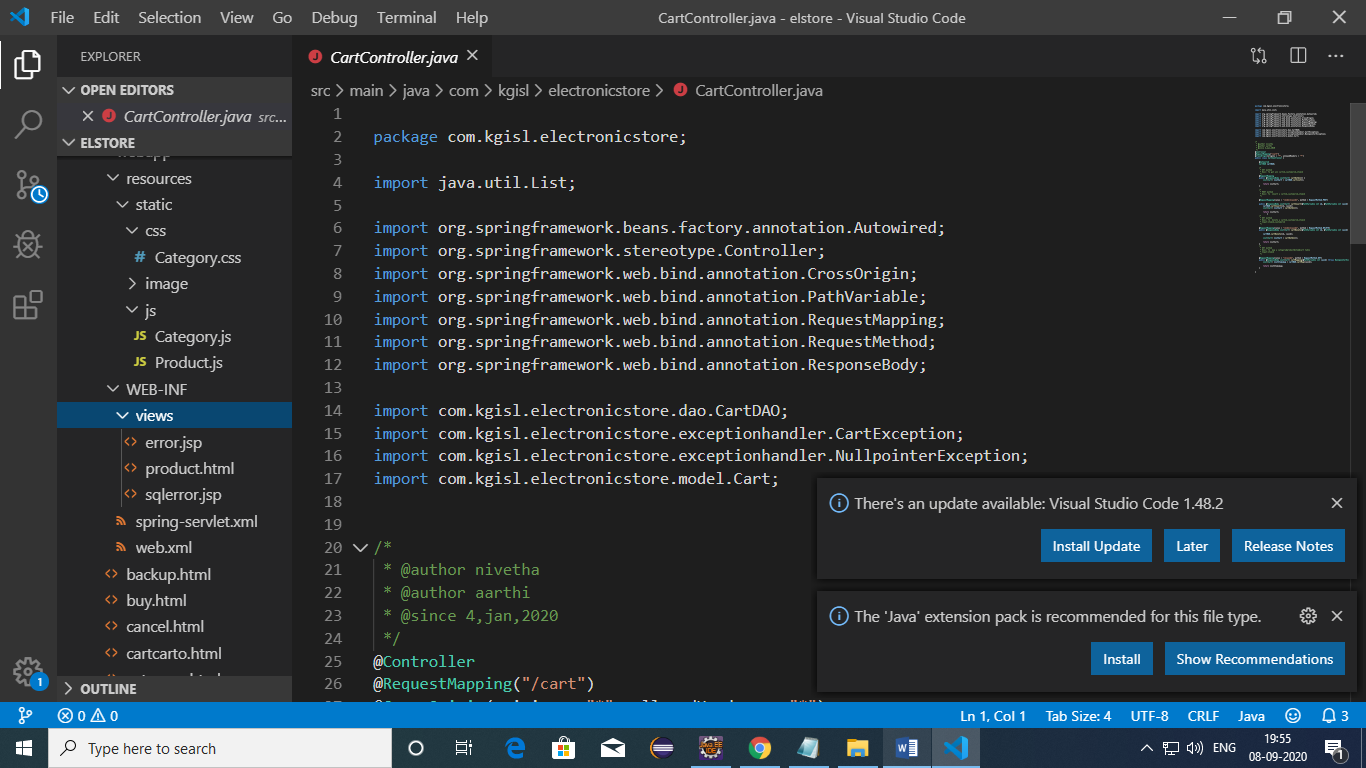 File Edit Selection View Go Debug Terminal Help
CartController.java - elstore - Visual Studio Code
EXPLORER
OPEN EDITORS
CartController.java src...
ELSTORE
resources
static
css
# Category.css
image
js
JS Category.js
JS Product.js
WEB-INF
views
<> error.jsp
<> product.html
<> sqlerror.jsp
spring-servlet.xml
web.xml
<> backup.html
<> buy.html
<> cancel.html
<> cartcarto.html
OUTLINE
J CartController.java
src > main > java > com > kgisl > electronicstore > J CartController.java
1
2 package com.kgisl.electronicstore;
3
4 import java.util.List;
5
6 import org.springframework.beans.factory.annotation.Autowired;
7 import org.springframework.stereotype.Controller;
8 import org.springframework.web.bind.annotation.CrossOrigin;
9 import org.springframework.web.bind.annotation.PathVariable;
10 import org.springframework.web.bind.annotation.RequestMapping;
11 import org.springframework.web.bind.annotation.RequestMethod;
12 import org.springframework.web.bind.annotation.ResponseBody;
13
14 import com.kgisl.electronicstore.dao.CartDAO;
15 import com.kgisl.electronicstore.exceptionhandler.CartException;
16 import com.kgisl.electronicstore.exceptionhandler.NullpointerException;
17 import com.kgisl.electronicstore.model.Cart;
18
19
20 /*
21 * @author nivetha
22 * @author aarthi
23 * @since 4,jan,2020
24 */
25 @Controller
26 @RequestMapping("/cart")
There's an update available: Visual Studio Code 1.48.2
Install Update Later Release Notes
The 'Java' extension pack is recommended for this file type.
Install Show Recommendations
1
0 0
Ln 1, Col 1 Tab Size: 4 UTF-8 CRLF Java 3
Type here to search
ENG
19:55
08-09-2020
1